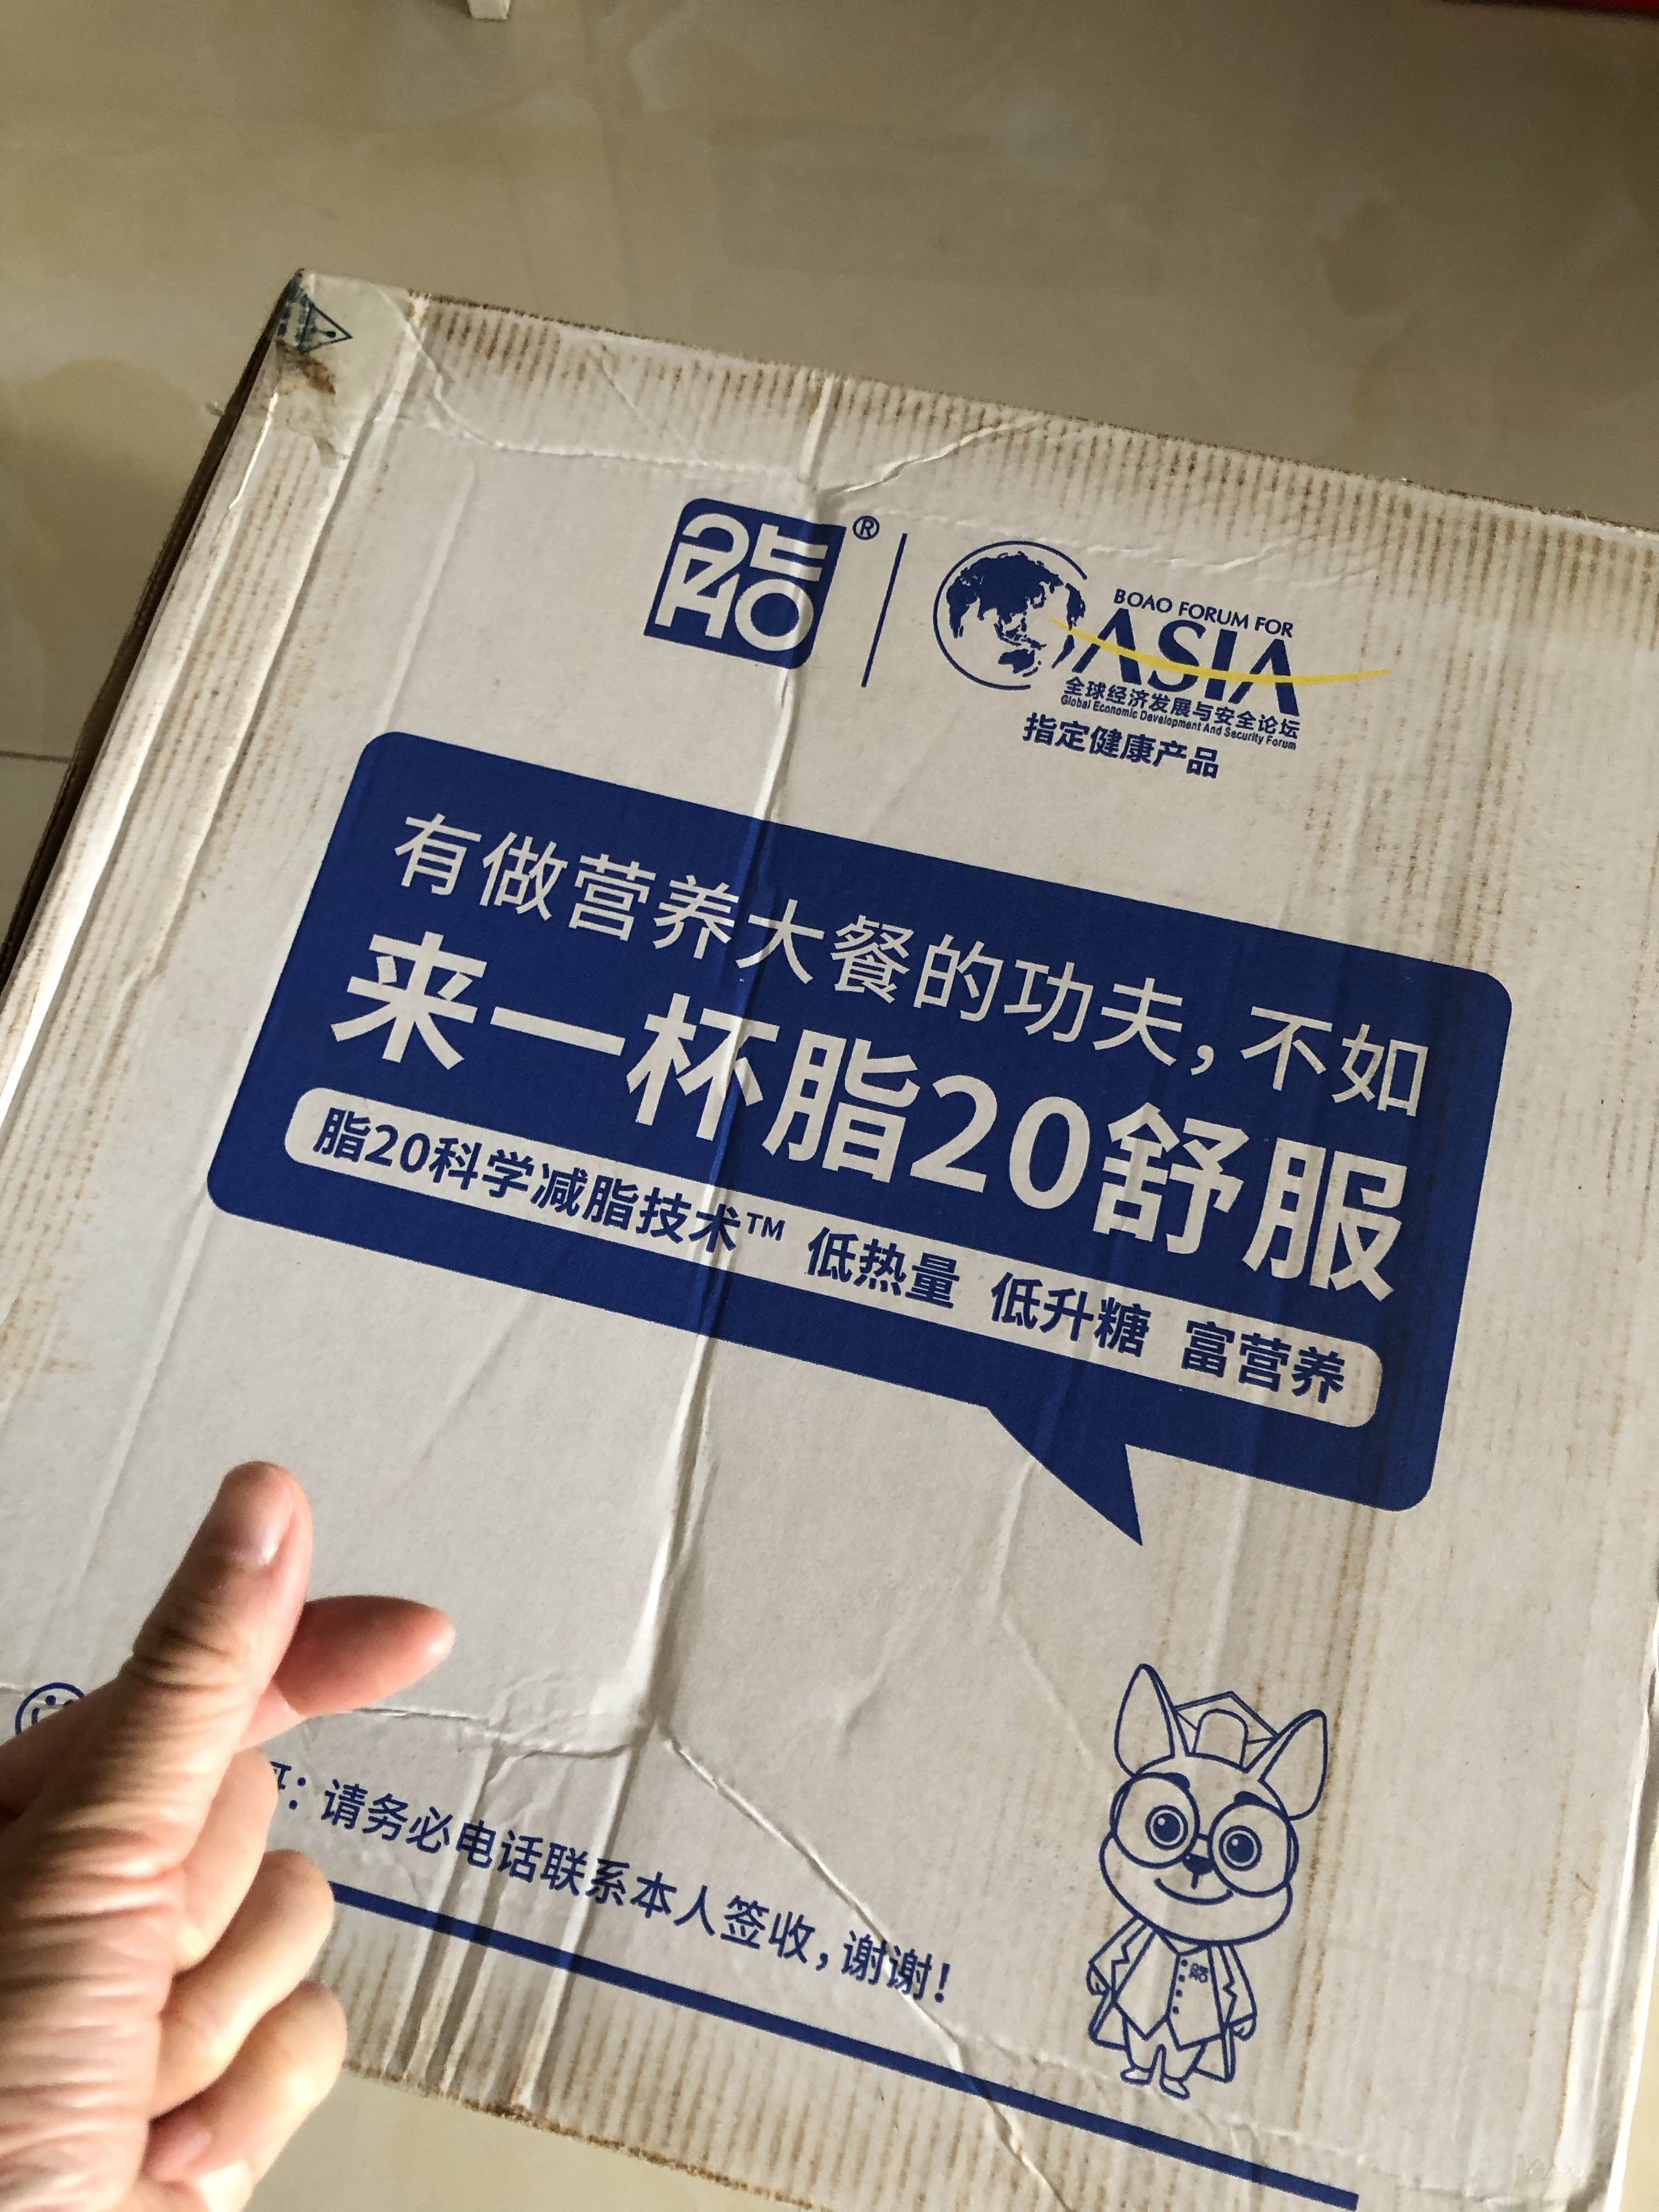 ®
BOAO FORUM FOR
ASIA
全球经济发展与安全论坛
Global Economic Development And Security Forum
指定健康产品
有做营养大餐的功夫,不如
来一杯脂20舒服
脂20科学减脂技术™ 低热量 低升糖 富营养
：请务必电话联系本人签收,谢谢!